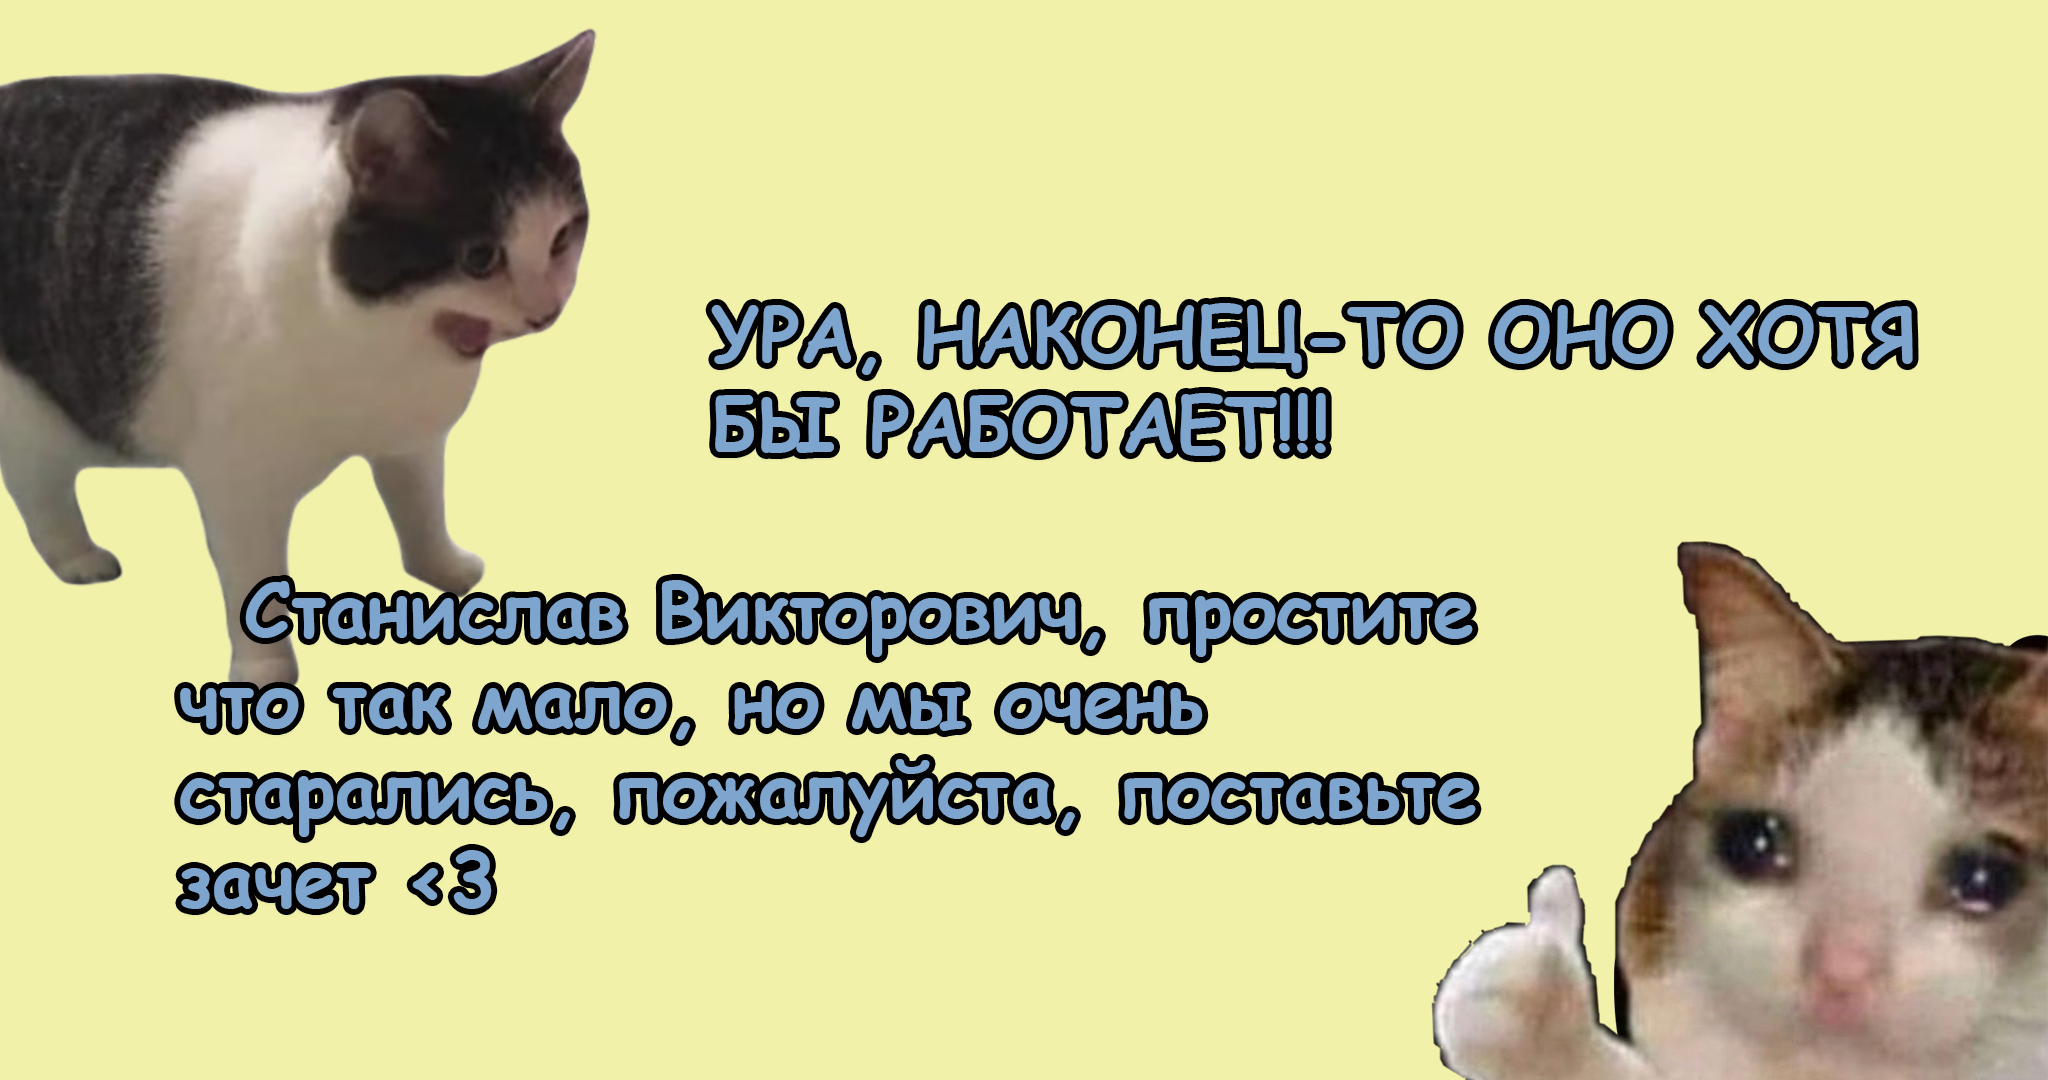 УРА, НАКОНЕЦ-ТО ОНО ХОТЯ
БЫ РАБОТАЕТ!!!
Станислав Викторович, простите
что так мало, но мы очень
старались, пожалуйста, поставьте
зачет <3